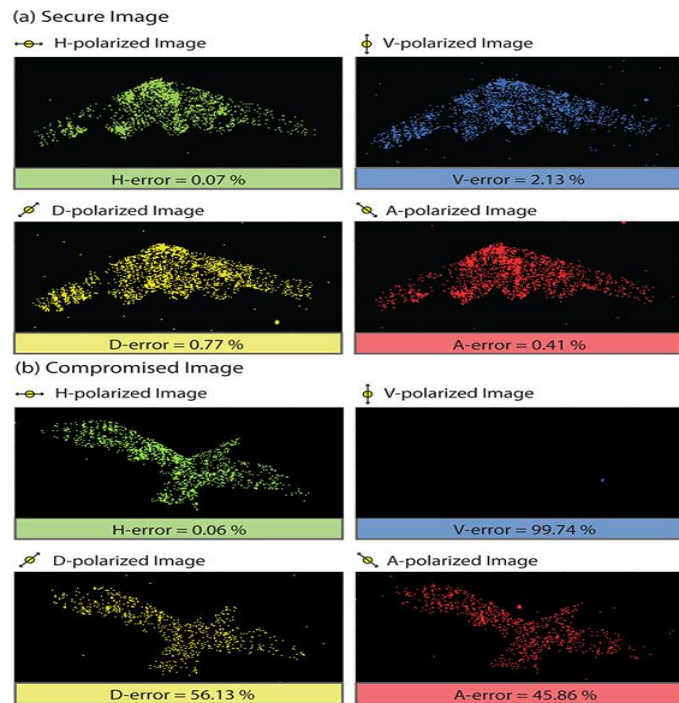 (a) Secure Image
H-polarized Image
V-polarized Image
H-error = 0.07 %
V-error = 2.13 %
D-polarized Image
A-polarized Image
D-error = 0.77 %
A-error = 0.41 %
(b) Compromised Image
H-polarized Image
V-polarized Image
H-error = 0.06 %
V-error = 99.74 %
D-polarized Image
A-polarized Image
D-error = 56.13 %
A-error = 45.86 %